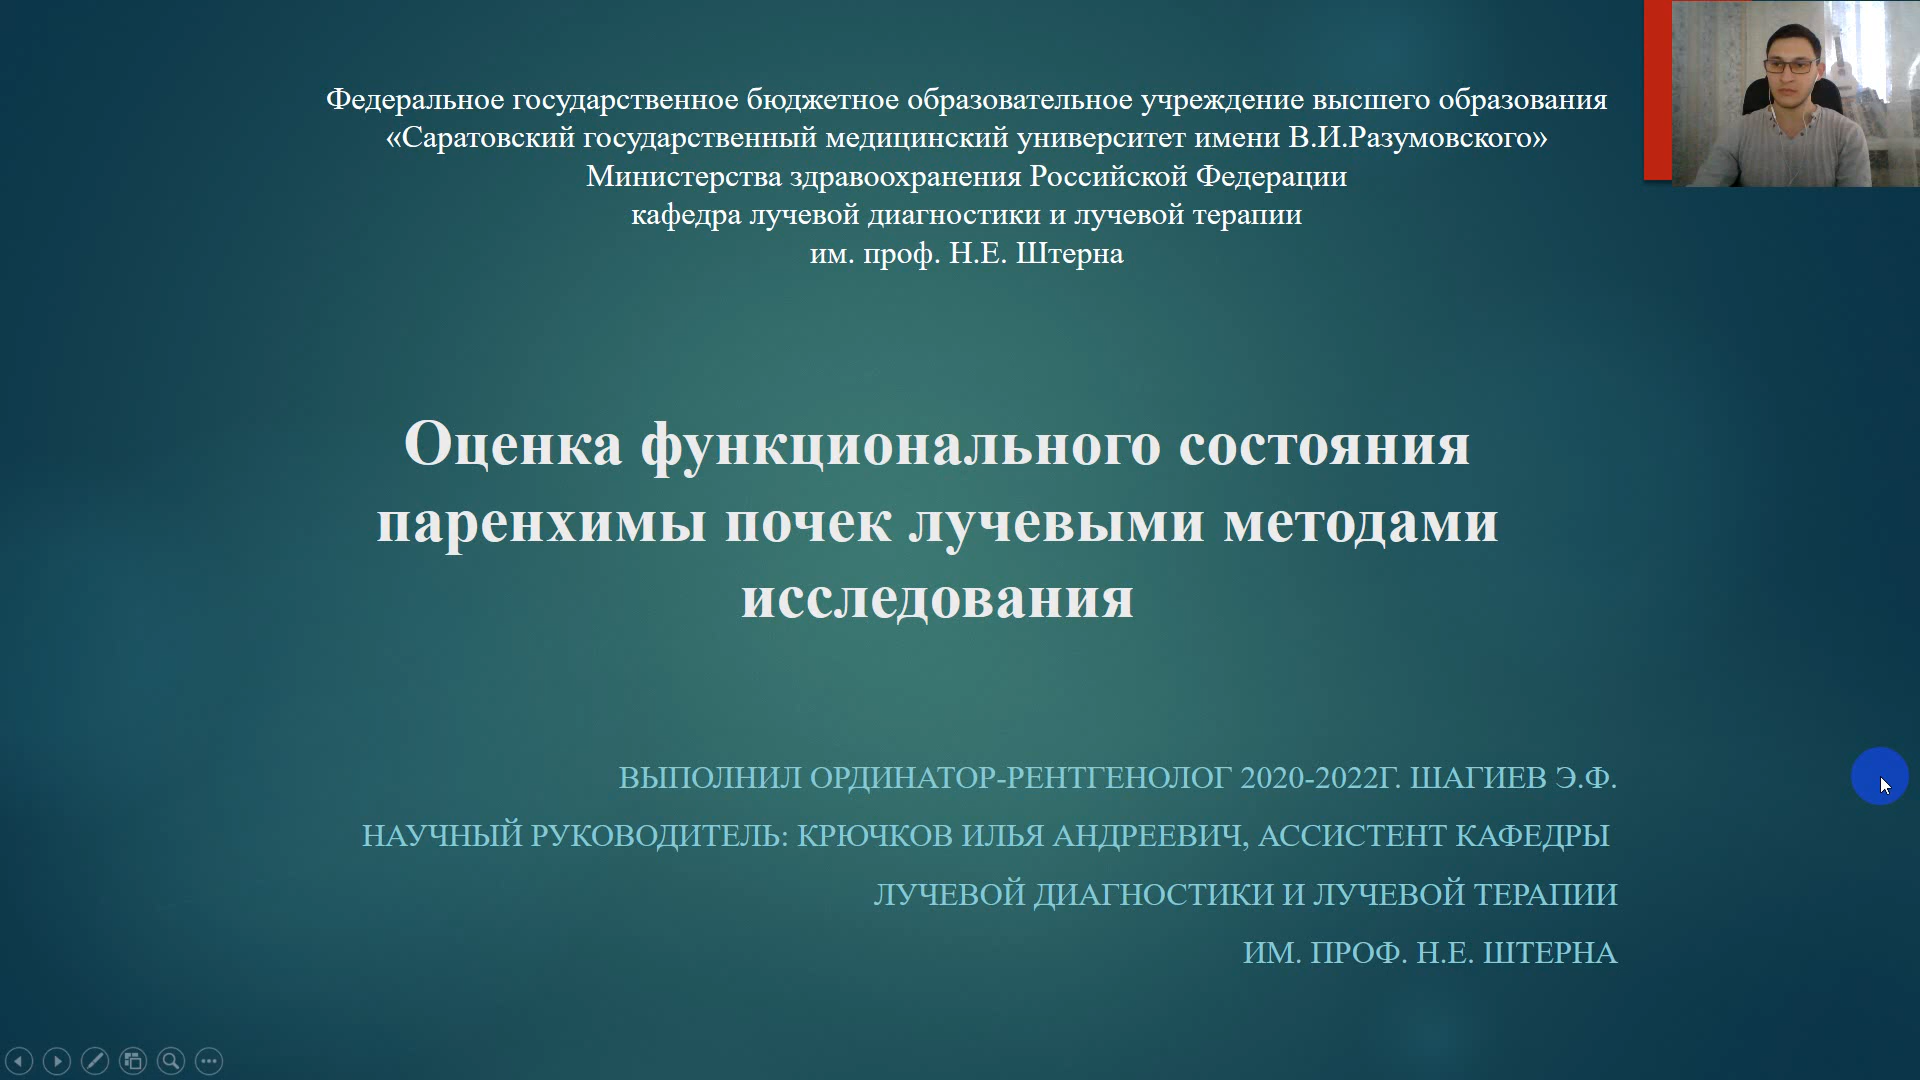 Федеральное государственное бюджетное образовательное учреждение высшего образования
«Саратовский государственный медицинский университет имени В.И.Разумовского»
Министерства здравоохранения Российской Федерации
кафедра лучевой диагностики и лучевой терапии
им. проф. Н.Е. Штерна
Оценка функционального состояния
паренхимы почек лучевыми методами
исследования
ВЫПОЛНИЛ ОРДИНАТОР-РЕНТГЕНОЛОГ 2020-2022Г. ШАГИЕВ Э.Ф.
НАУЧНЫЙ РУКОВОДИТЕЛЬ: КРЮЧКОВ ИЛЬЯ АНДРЕЕВИЧ, АССИСТЕНТ КАФЕДРЫ
ЛУЧЕВОЙ ДИАГНОСТИКИ И ЛУЧЕВОЙ ТЕРАПИИ
ИМ. ПРОФ. Н.Е. ШТЕРНА